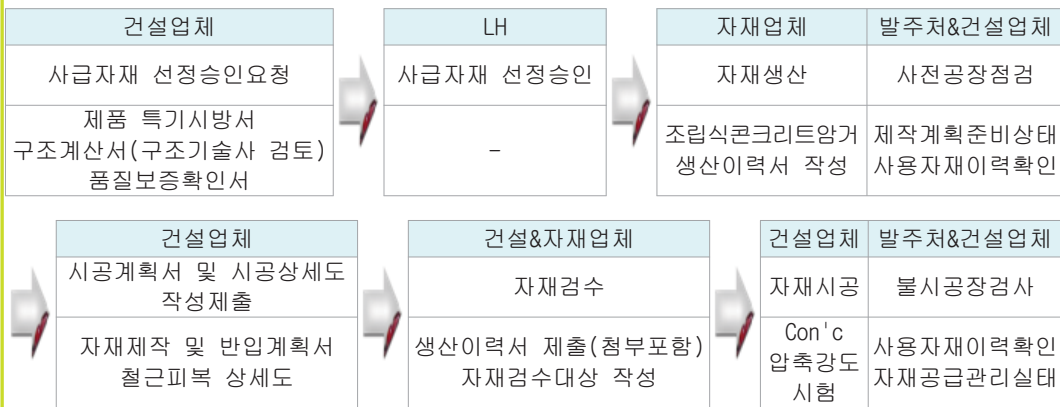 건설업체
사급자재 선정승인요청
제품 특기시방서
구조계산서(구조기술사 검토)
품질보증확인서
LH
사급자재 선정승인
-
자재업체
발주처&건설업체
자재생산
사전공장점검
조립식콘크리트암거
생산이력서 작성
제작계획준비상태
사용자재이력확인
건설업체
시공계획서 및 시공상세도
작성제출
자재제작 및 반입계획서
철근피복 상세도
건설&자재업체
자재검수
생산이력서 제출(첨부포함)
자재검수대상 작성
건설업체
발주처&건설업체
자재시공
불시공장검사
Con'c
압축강도
시험
사용자재이력확인
자재공급관리실태